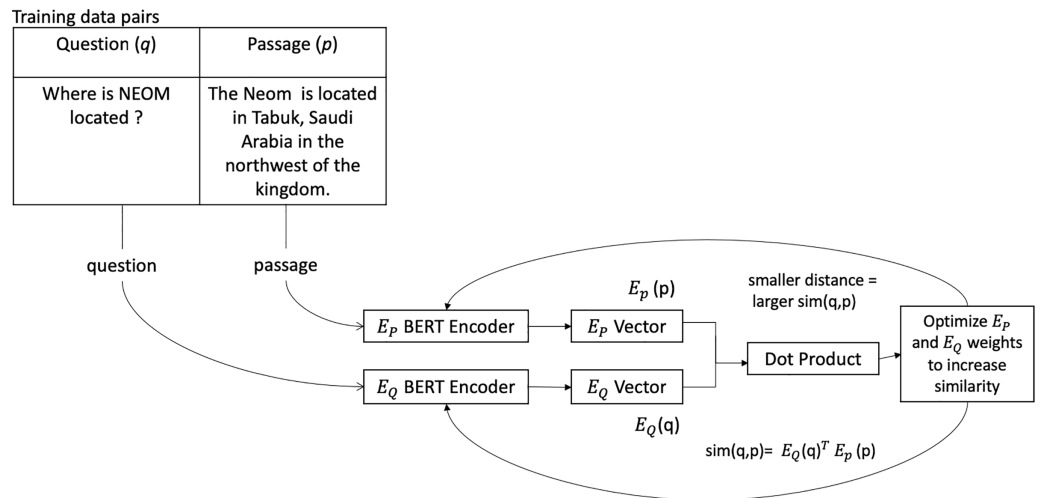 Training data pairs
Question (q)
Passage (p)
Where is NEOM
located ?
The Neom is located
in Tabuk, Saudi
Arabia in the
northwest of the
kingdom.
question
passage
E_p (p)
smaller distance =
larger sim(q,p)
E_P BERT Encoder
E_P Vector
Dot Product
Optimize E_P
and E_Q weights
to increase
similarity
E_Q BERT Encoder
E_Q Vector
E_Q(q)
sim(q,p)= E_Q(q)^T E_p (p)